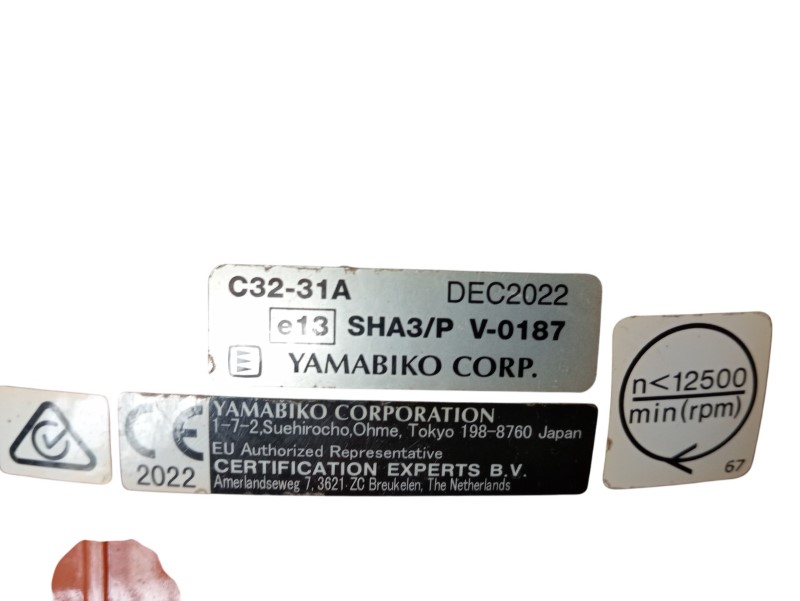 C32-31A DEC2022
e13 SHA3/P V-0187
YAMABIKO CORP.
CE
2022
YAMABIKO CORPORATION
1-7-2,Suehirocho,Ohme, Tokyo 198-8760 Japan
EU Authorized Representative
CERTIFICATION EXPERTS B.V.
Amerlandseweg 7, 3621 ZC Breukelen, The Netherlands
n<12500
min(rpm)
67